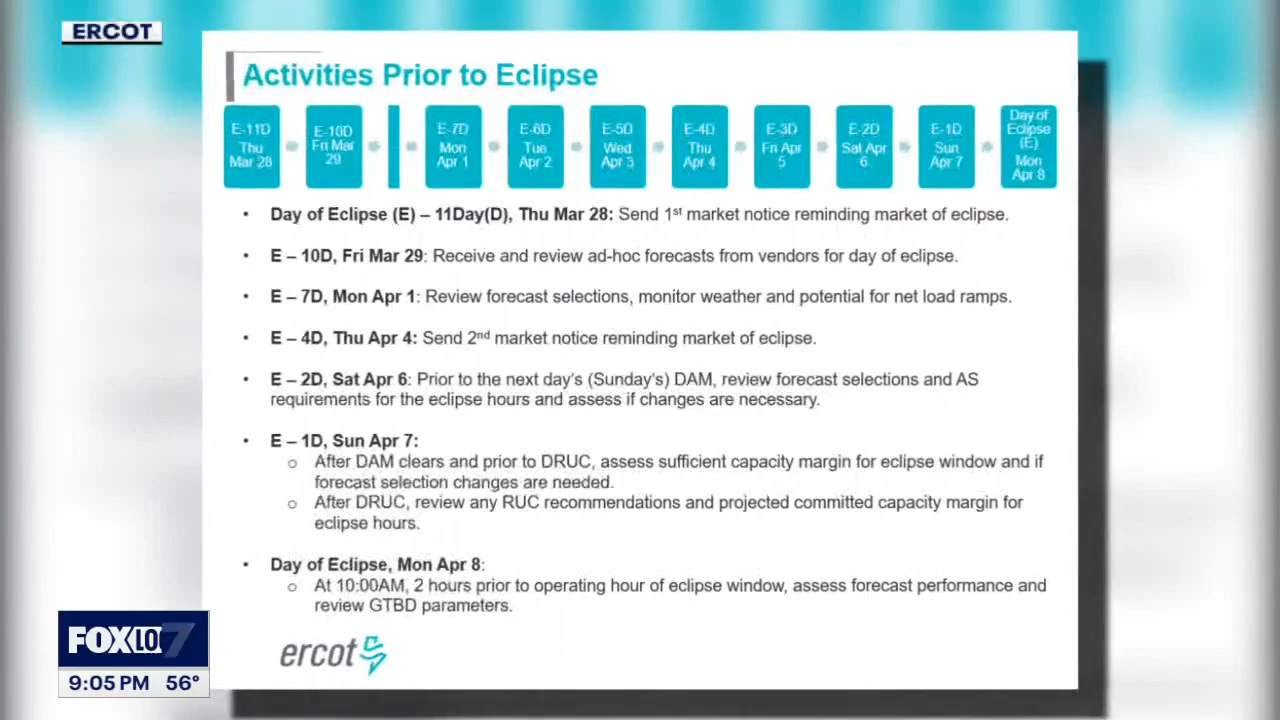 ERCOT
Activities Prior to Eclipse
E-11D
Thu
Mar 28
E-10D
Fri Mar
29
E-7D
Mon
Apr 1
E-6D
Tue
Apr 2
E-5D
Wed
Apr 3
E-4D
Thu
Apr 4
E-3D
Fri Apr
5
E-2D
Sat Apr
6
E-1D
Sun
Apr 7
Day of
Eclipse
(E)
Mon
Apr 8
• Day of Eclipse (E) – 11Day(D), Thu Mar 28: Send 1st market notice reminding market of eclipse.
• E – 10D, Fri Mar 29: Receive and review ad-hoc forecasts from vendors for day of eclipse.
• E – 7D, Mon Apr 1: Review forecast selections, monitor weather and potential for net load ramps.
• E – 4D, Thu Apr 4: Send 2nd market notice reminding market of eclipse.
• E – 2D, Sat Apr 6: Prior to the next day's (Sunday's) DAM, review forecast selections and AS
requirements for the eclipse hours and assess if changes are necessary.
• E – 1D, Sun Apr 7:
o After DAM clears and prior to DRUC, assess sufficient capacity margin for eclipse window and if
forecast selection changes are needed.
o After DRUC, review any RUC recommendations and projected committed capacity margin for
eclipse hours.
• Day of Eclipse, Mon Apr 8:
o At 10:00AM, 2 hours prior to operating hour of eclipse window, assess forecast performance and
review GTBD parameters.
ercot
FOX LO 7
9:05 PM 56°